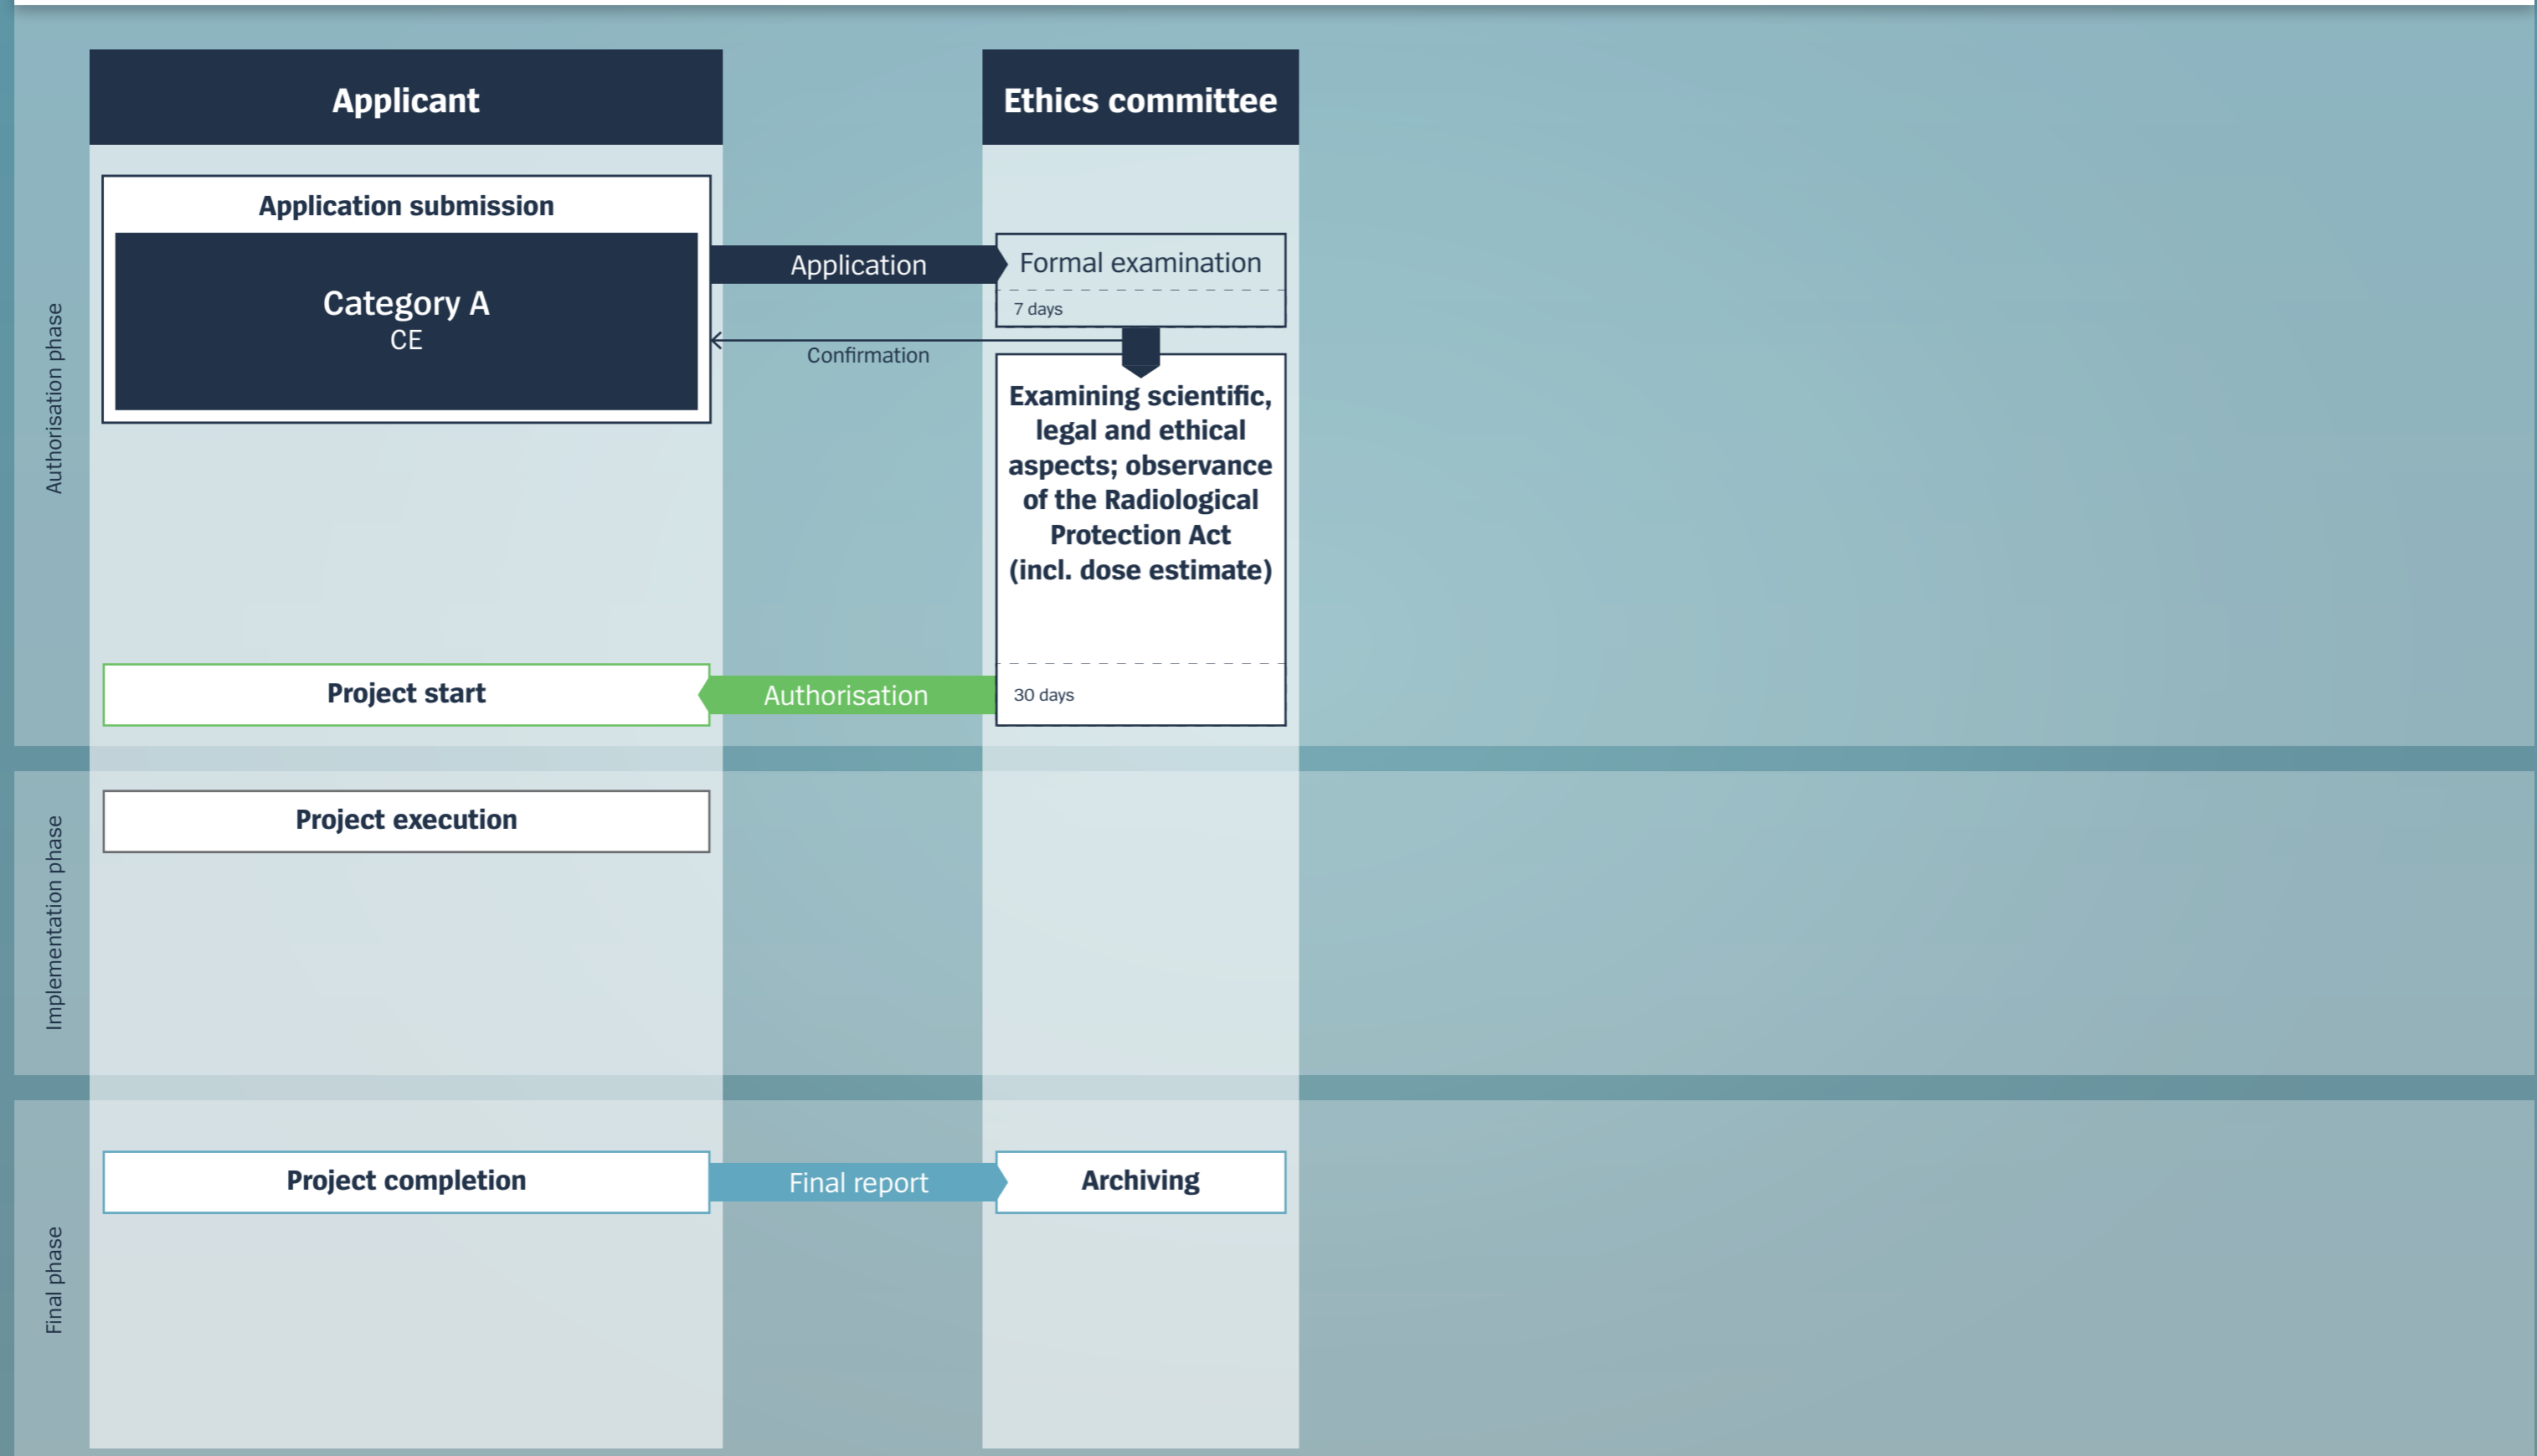 Applicant
Ethics committee
Authorisation phase
Application submission
Category A
CE
Application
Formal examination
7 days
Confirmation
Examining scientific,
legal and ethical
aspects; observance
of the Radiological
Protection Act
(incl. dose estimate)
30 days
Authorisation
Project start
Implementation phase
Project execution
Final phase
Project completion
Final report
Archiving